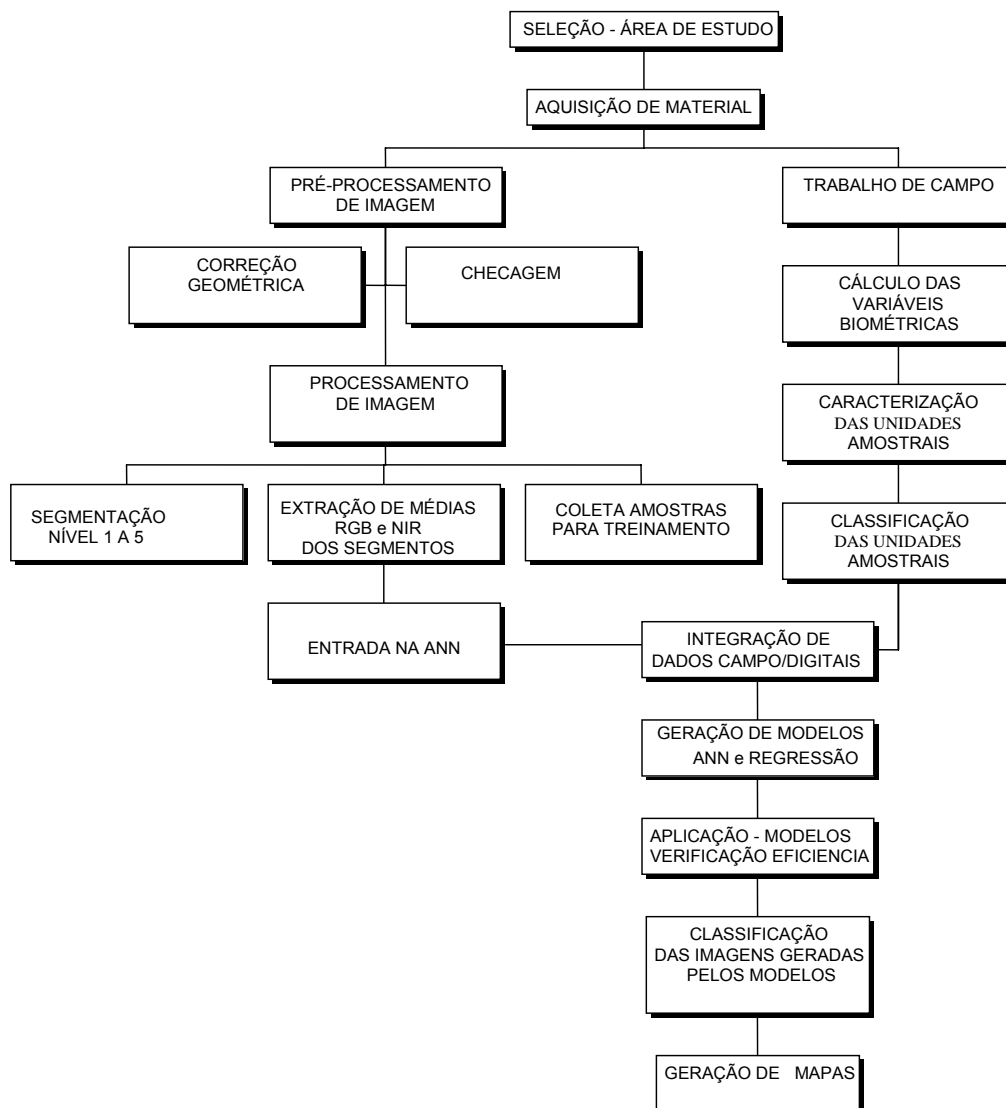 SELEÇÃO - ÁREA DE ESTUDO
AQUISIÇÃO DE MATERIAL
PRÉ-PROCESSAMENTO
DE IMAGEM
TRABALHO DE CAMPO
CORREÇÃO
GEOMÉTRICA
CHECAGEM
CÁLCULO DAS
VARIÁVEIS
BIOMÉTRICAS
PROCESSAMENTO
DE IMAGEM
CARACTERIZAÇÃO
DAS UNIDADES
AMOSTRAIS
SEGMENTAÇÃO
NÍVEL 1 A 5
EXTRAÇÃO DE MÉDIAS
RGB e NIR
DOS SEGMENTOS
COLETA AMOSTRAS
PARA TREINAMENTO
CLASSIFICAÇÃO
DAS UNIDADES
AMOSTRAIS
ENTRADA NA ANN
INTEGRAÇÃO DE
DADOS CAMPO/DIGITAIS
GERAÇÃO DE MODELOS
ANN e REGRESSÃO
APLICAÇÃO - MODELOS
VERIFICAÇÃO EFICIENCIA
CLASSIFICAÇÃO
DAS IMAGENS GERADAS
PELOS MODELOS
GERAÇÃO DE MAPAS